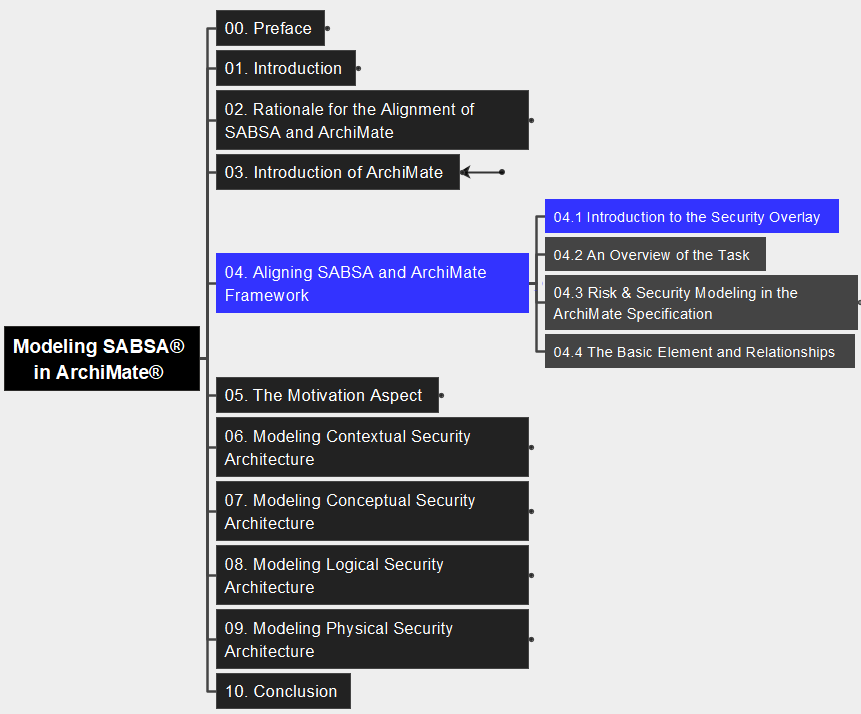 00. Preface
01. Introduction
02. Rationale for the Alignment of
SABSA and ArchiMate
03. Introduction of ArchiMate
04. Aligning SABSA and ArchiMate
Framework
04.1 Introduction to the Security Overlay
04.2 An Overview of the Task
04.3 Risk & Security Modeling in the
ArchiMate Specification
04.4 The Basic Element and Relationships
Modeling SABSA®
in ArchiMate®
05. The Motivation Aspect
06. Modeling Contextual Security
Architecture
07. Modeling Conceptual Security
Architecture
08. Modeling Logical Security
Architecture
09. Modeling Physical Security
Architecture
10. Conclusion